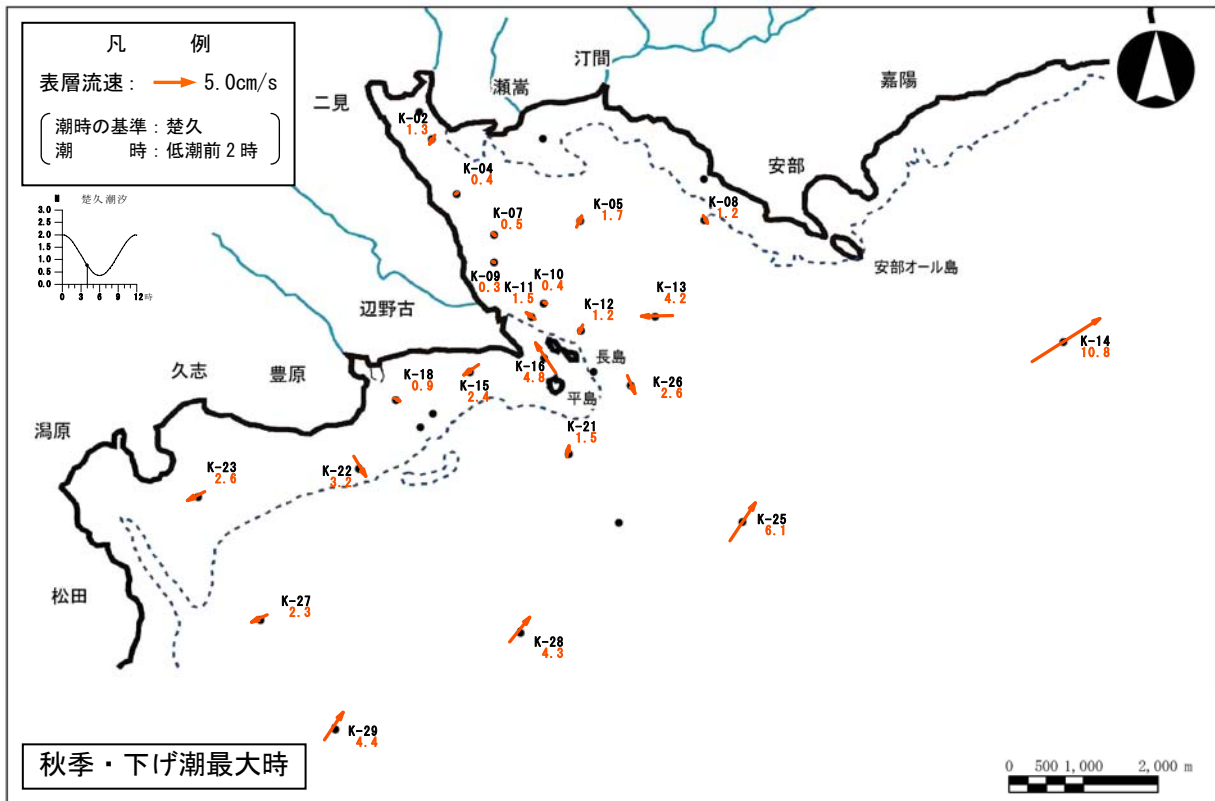 凡 例
表層流速： 5.0cm/s
潮時の基準：楚久
潮 時：低潮前2時
楚久潮汐
3.0
2.5
2.0
1.5
1.0
0.5
0.0
0 3 6 9 12時
二見
瀬嵩
汀間
嘉陽
安部
安部オール島
辺野古
豊原
久志
潟原
松田
長島
平島
K-02
1.3
K-04
0.4
K-07
0.5
K-05
1.7
K-08
1.2
K-09
0.3
K-10
0.4
K-11
1.5
K-12
1.2
K-13
4.2
K-14
10.8
K-16
4.8
K-15
2.4
K-18
0.9
K-26
2.6
K-21
1.5
K-22
3.2
K-23
2.6
K-25
6.1
K-27
2.3
K-28
4.3
K-29
4.4
秋季・下げ潮最大時
0 500 1,000 2,000 m